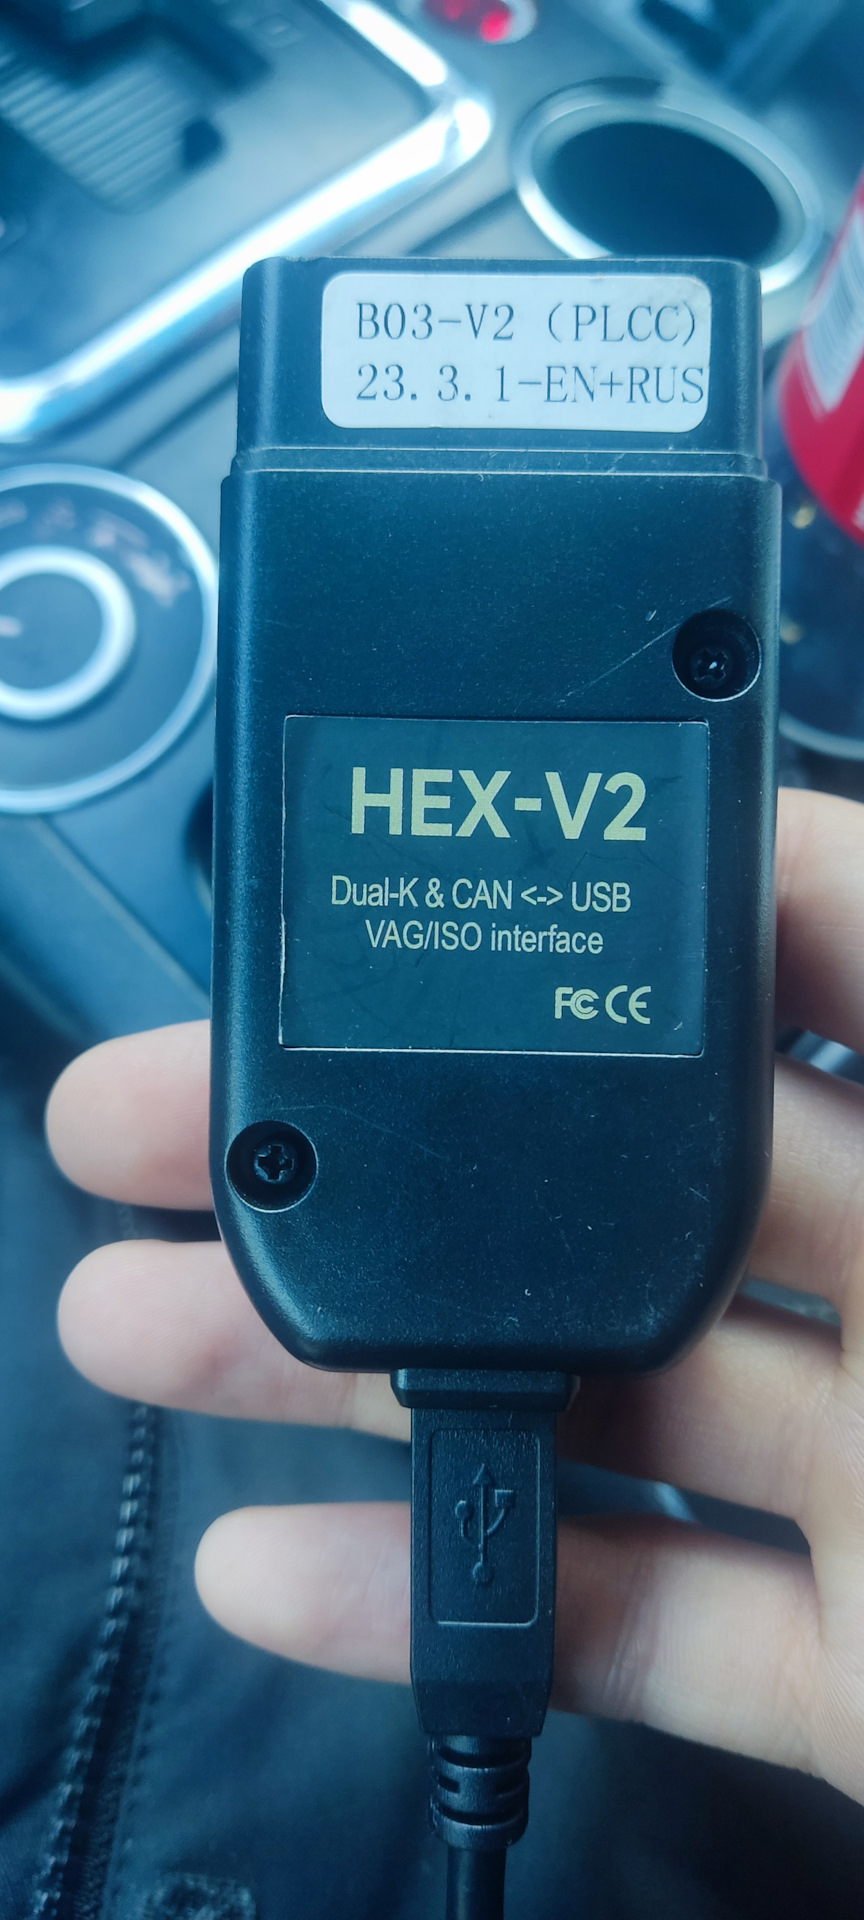 B03-V2 (PLCC)
23.3.1-EN+RUS
HEX-V2
Dual-K & CAN <-> USB
VAG/ISO interface
FC CE